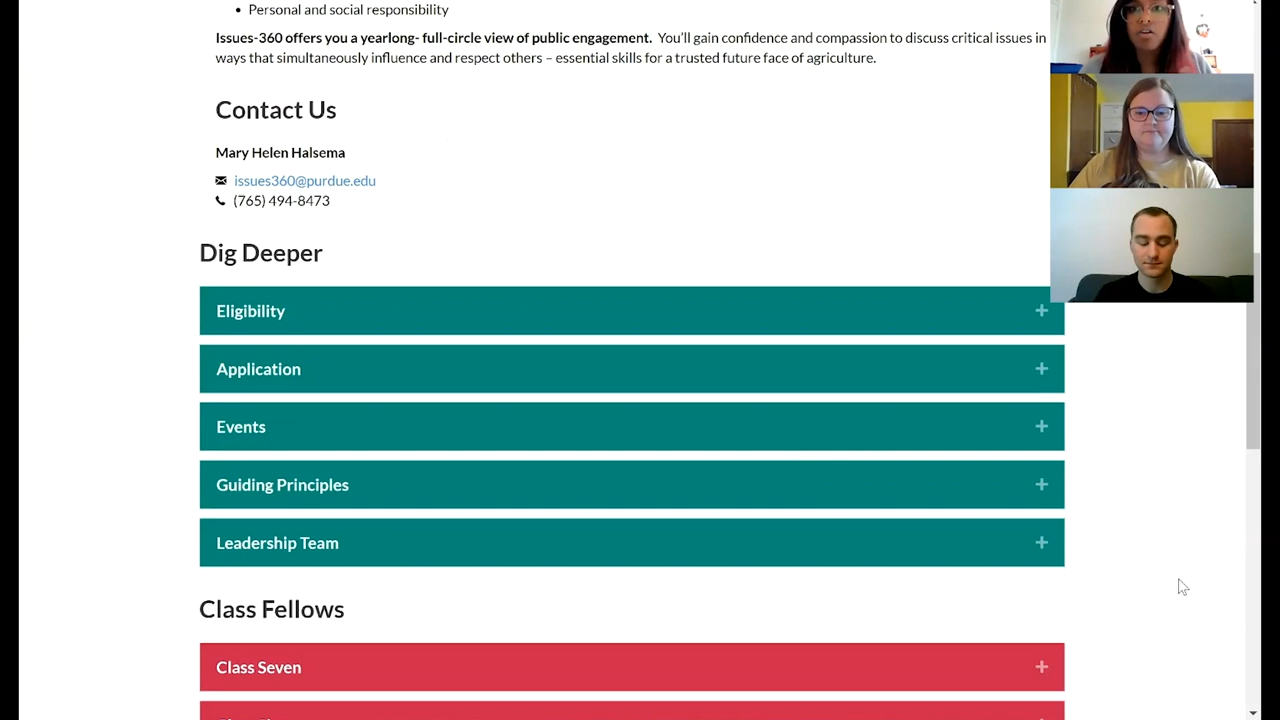 Personal and social responsibility
Issues-360 offers you a yearlong- full-circle view of public engagement. You'll gain confidence and compassion to discuss critical issues in
ways that simultaneously influence and respect others – essential skills for a trusted future face of agriculture.
Contact Us
Mary Helen Halsema
issues360@purdue.edu
(765) 494-8473
Dig Deeper
Eligibility
Application
Events
Guiding Principles
Leadership Team
Class Fellows
Class Seven